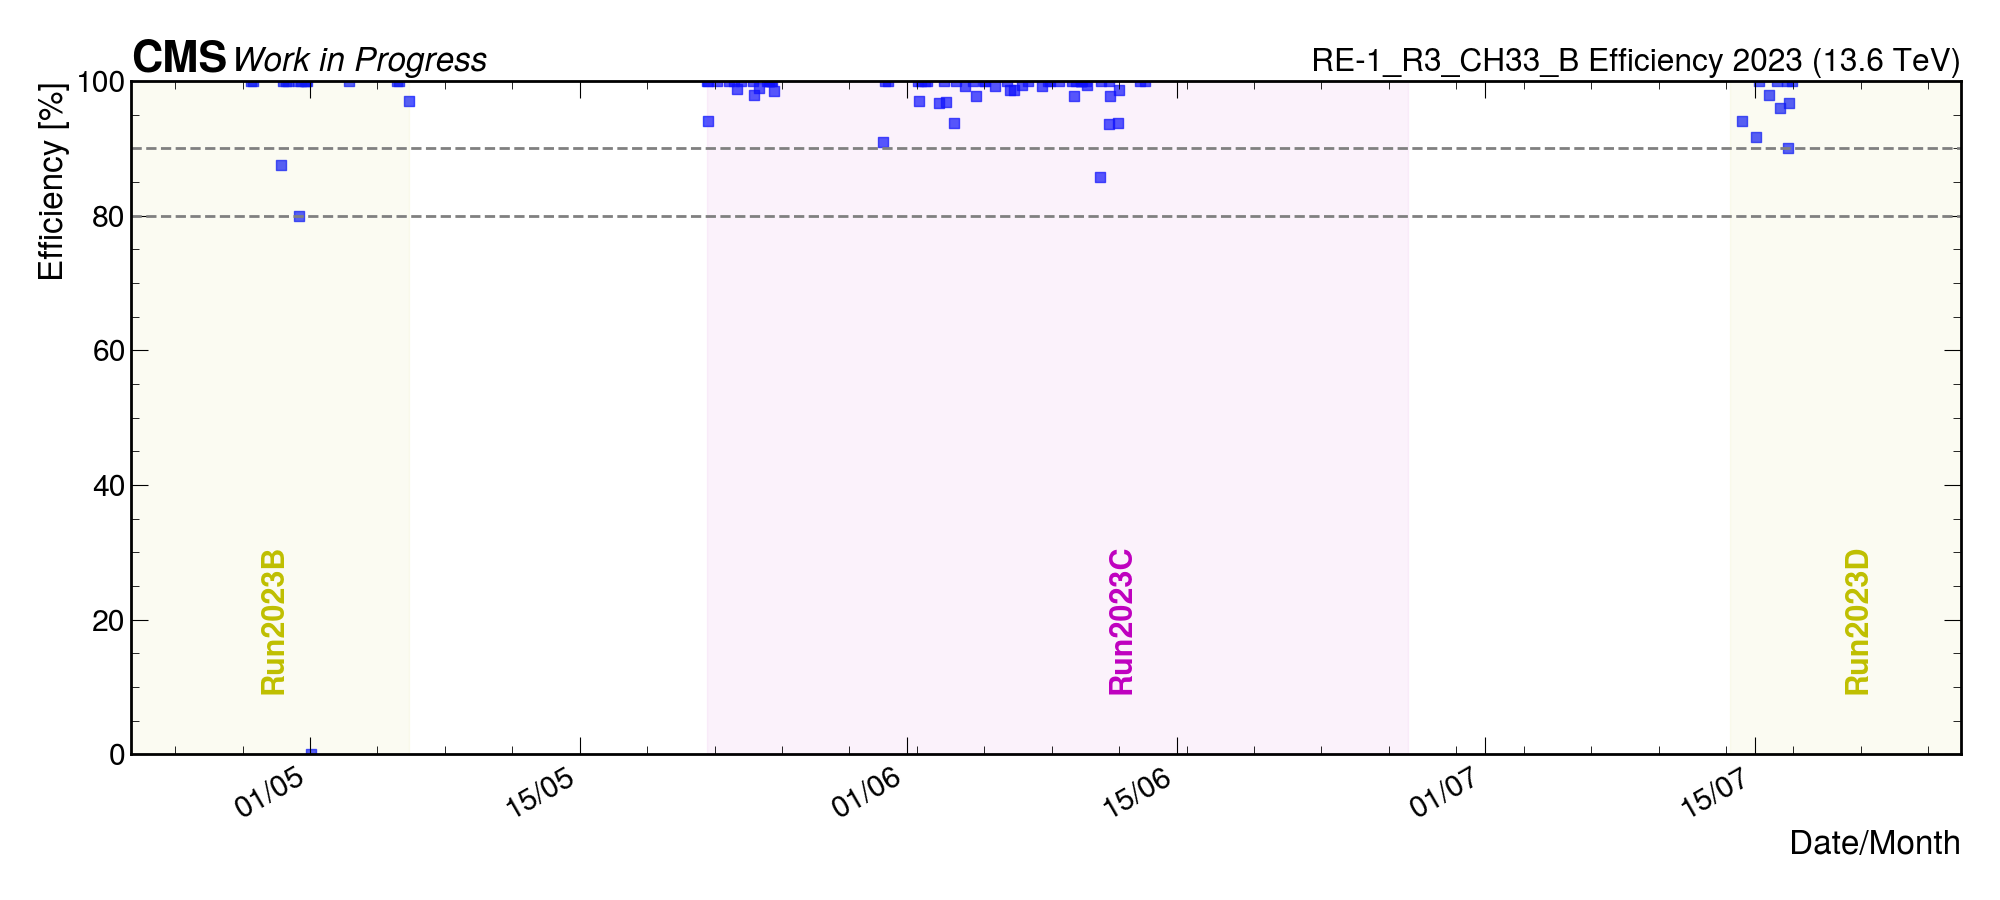 CMS Work in Progress
RE-1_R3_CH33_B Efficiency 2023 (13.6 TeV)
Efficiency [%]
100
80
60
40
20
0
Run2023B
Run2023C
Run2023D
01/05
15/05
01/06
15/06
01/07
15/07
Date/Month